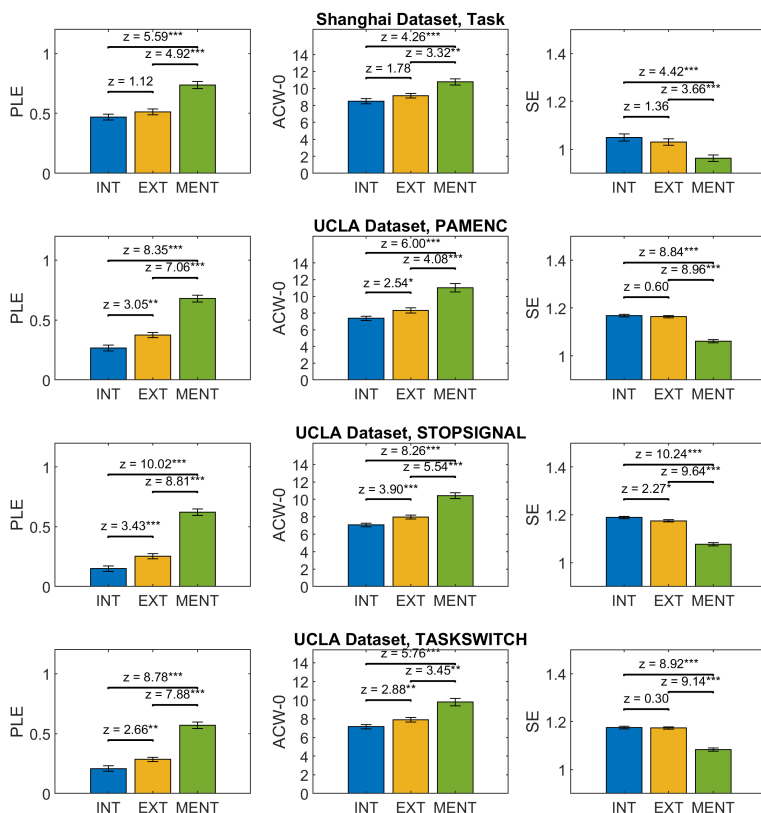 Shanghai Dataset, Task
PLE
1
0.5
0
z = 5.59***
z = 4.92***
z = 1.12
INT EXT MENT
ACW-0
14
12
10
8
6
4
2
0
z = 4.26***
z = 3.32**
z = 1.78
INT EXT MENT
SE
1.4
1.2
1
z = 4.42***
z = 3.66***
z = 1.36
INT EXT MENT
UCLA Dataset, PAMENC
PLE
1
0.5
0
z = 8.35***
z = 7.06***
z = 3.05**
INT EXT MENT
ACW-0
14
12
10
8
6
4
2
0
z = 6.00***
z = 4.08***
z = 2.54*
INT EXT MENT
SE
1.4
1.2
1
z = 8.84***
z = 8.96***
z = 0.60
INT EXT MENT
UCLA Dataset, STOPSIGNAL
PLE
1
0.5
0
z = 10.02***
z = 8.81***
z = 3.43***
INT EXT MENT
ACW-0
14
12
10
8
6
4
2
0
z = 8.26***
z = 5.54***
z = 3.90***
INT EXT MENT
SE
1.4
1.2
1
z = 10.24***
z = 9.64***
z = 2.27*
INT EXT MENT
UCLA Dataset, TASKSWITCH
PLE
1
0.5
0
z = 8.78***
z = 7.88***
z = 2.66**
INT EXT MENT
ACW-0
14
12
10
8
6
4
2
0
z = 5.76***
z = 3.45**
z = 2.88**
INT EXT MENT
SE
1.4
1.2
1
z = 8.92***
z = 9.14***
z = 0.30
INT EXT MENT